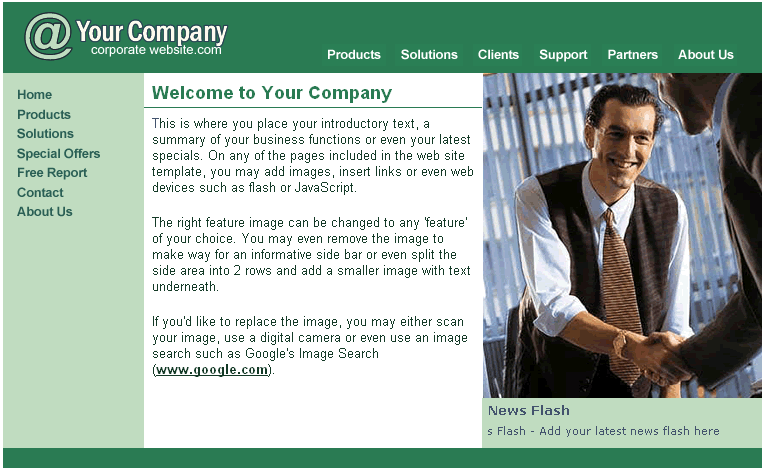 @ Your Company
corporate website.com
Products Solutions Clients Support Partners About Us
Home
Products
Solutions
Special Offers
Free Report
Contact
About Us
Welcome to Your Company
This is where you place your introductory text, a
summary of your business functions or even your latest
specials. On any of the pages included in the web site
template, you may add images, insert links or even web
devices such as flash or JavaScript.
The right feature image can be changed to any 'feature'
of your choice. You may even remove the image to
make way for an informative side bar or even split the
side area into 2 rows and add a smaller image with text
underneath.
If you'd like to replace the image, you may either scan
your image, use a digital camera or even use an image
search such as Google's Image Search
(www.google.com).
News Flash
s Flash - Add your latest news flash here